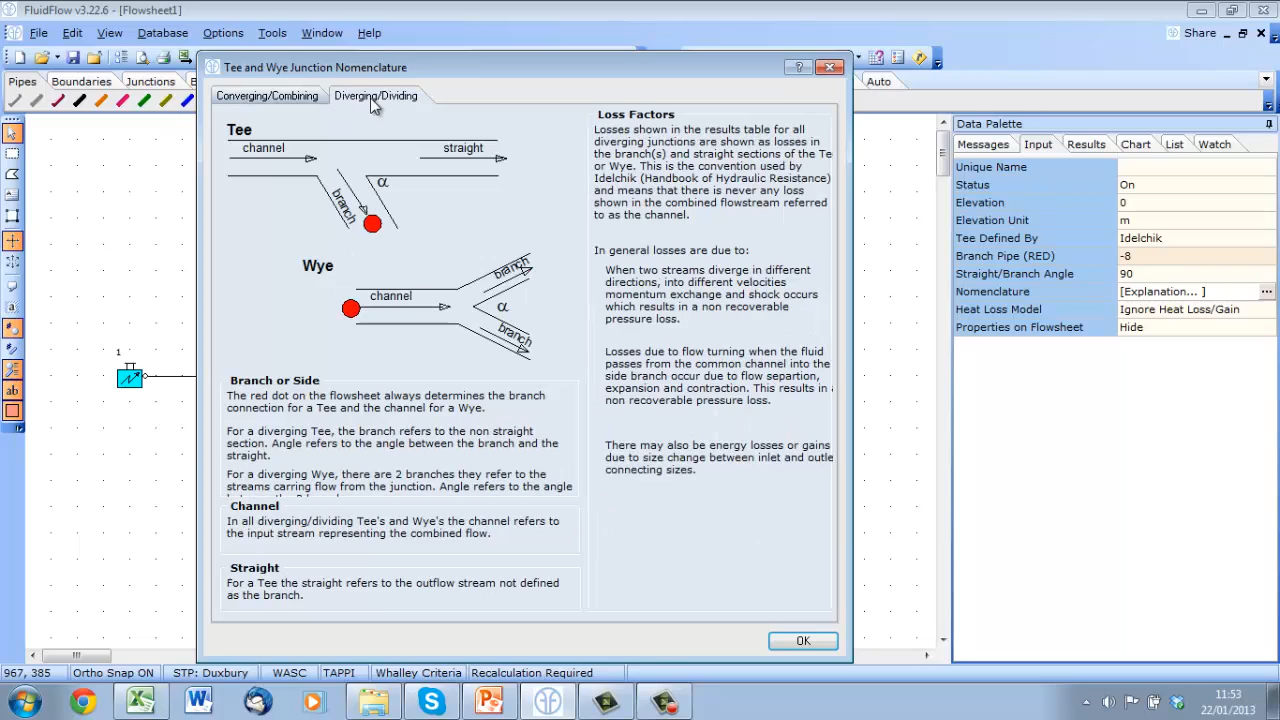 FluidFlow v3.22.6 - [Flowsheet1]
File Edit View Database Options Tools Window Help
Share
Pipes Boundaries Junctions
Auto
Tee and Wye Junction Nomenclature
Converging/Combining Diverging/Dividing
Tee
channel straight
branch α
Wye
branch
channel α
branch
Branch or Side
The red dot on the flowsheet always determines the branch
connection for a Tee and the channel for a Wye.
For a diverging Tee, the branch refers to the non straight
section. Angle refers to the angle between the branch and the
straight.
For a diverging Wye, there are 2 branches they refer to the
streams carrying flow from the junction. Angle refers to the angle
Channel
In all diverging/dividing Tee's and Wye's the channel refers to
the input stream representing the combined flow.
Straight
For a Tee the straight refers to the outflow stream not defined
as the branch.
Loss Factors
Losses shown in the results table for all
diverging junctions are shown as losses in
the branch(s) and straight sections of the Te
or Wye. This is the convention used by
Idelchik (Handbook of Hydraulic Resistance)
and means that there is never any loss
shown in the combined flowstream referred
to as the channel.
In general losses are due to:
When two streams diverge in different
directions, into different velocities
momentum exchange and shock occurs
which results in a non recoverable
pressure loss.
Losses due to flow turning when the fluid
passes from the common channel into the
side branch occur due to flow separtion,
expansion and contraction. This results in a
non recoverable pressure loss.
There may also be energy losses or gains
due to size change between inlet and outle
connecting sizes.
OK
1
Data Palette
Messages Input Results Chart List Watch
Unique Name
Status On
Elevation 0
Elevation Unit m
Tee Defined By Idelchik
Branch Pipe (RED) -8
Straight/Branch Angle 90
Nomenclature [Explanation... ] ...
Heat Loss Model Ignore Heat Loss/Gain
Properties on Flowsheet Hide
967, 385 Ortho Snap ON STP: Duxbury WASC TAPPI Whalley Criteria Recalculation Required
11:53
22/01/2013